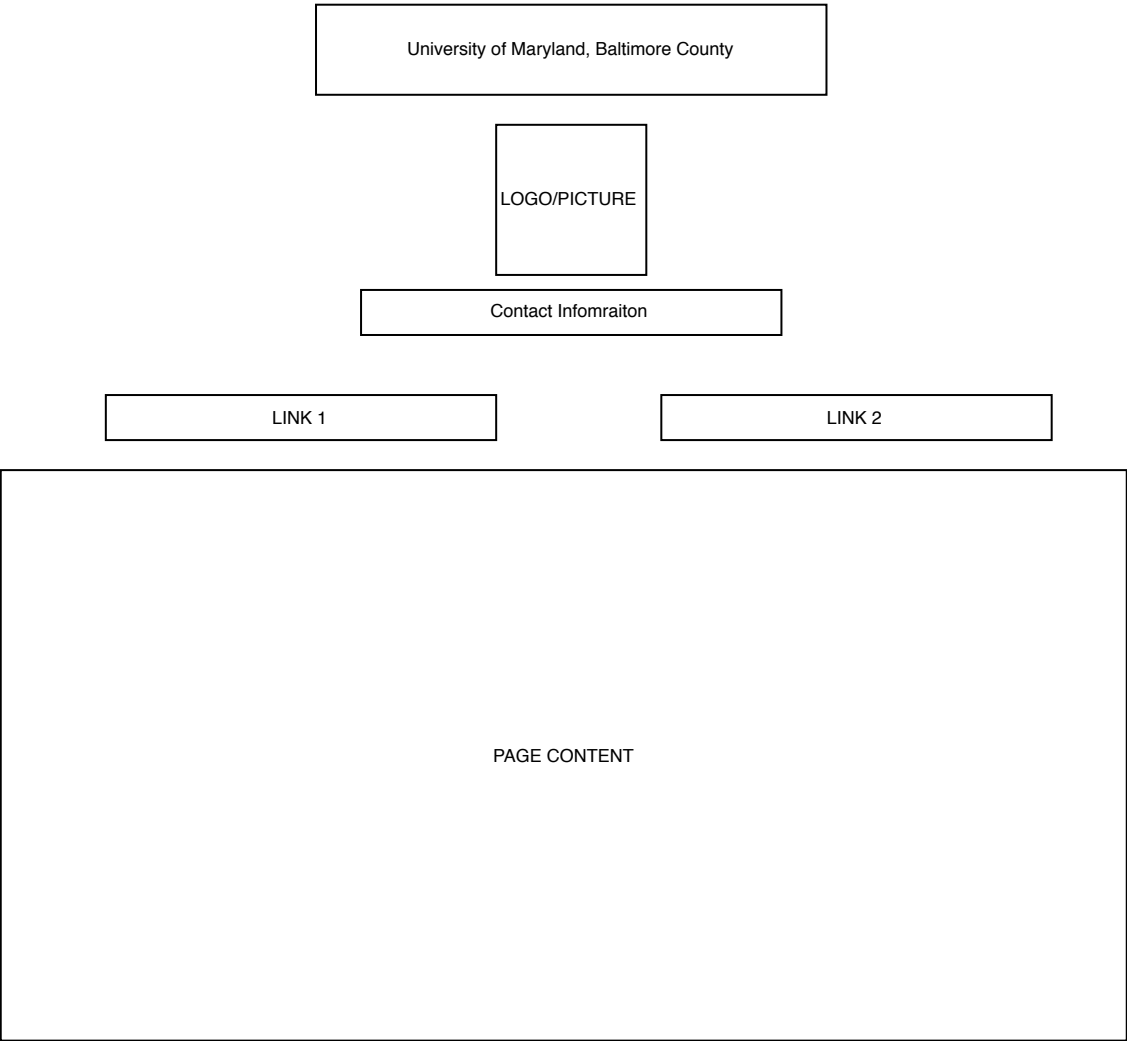 University of Maryland, Baltimore County
LOGO/PICTURE
Contact Infomraiton
LINK 1
LINK 2
PAGE CONTENT